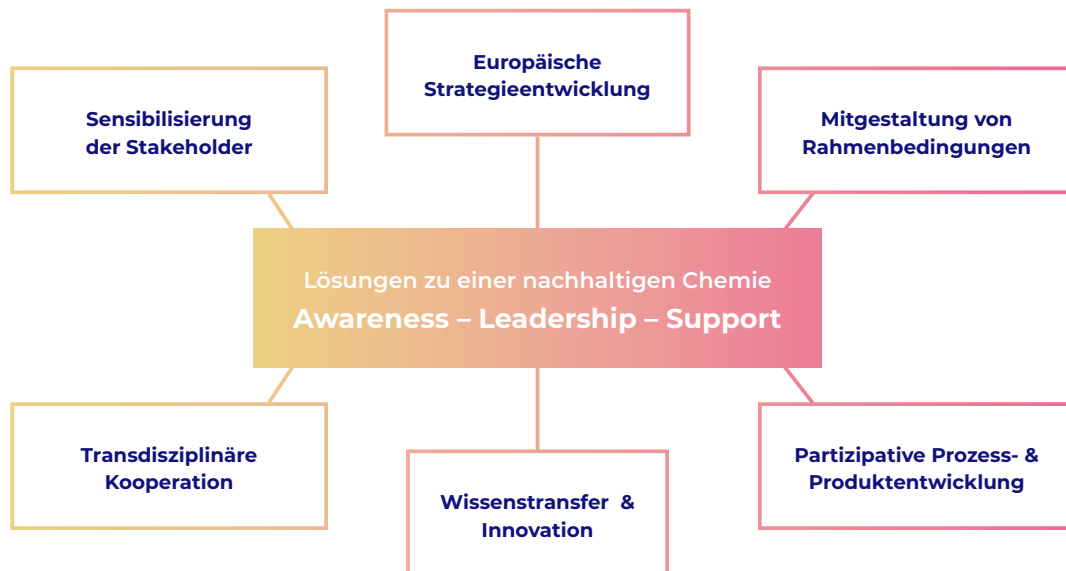 Europäische
Strategieentwicklung
Sensibilisierung
der Stakeholder
Mitgestaltung von
Rahmenbedingungen
Lösungen zu einer nachhaltigen Chemie
Awareness – Leadership – Support
Transdisziplinäre
Kooperation
Wissenstransfer &
Innovation
Partizipative Prozess- &
Produktentwicklung